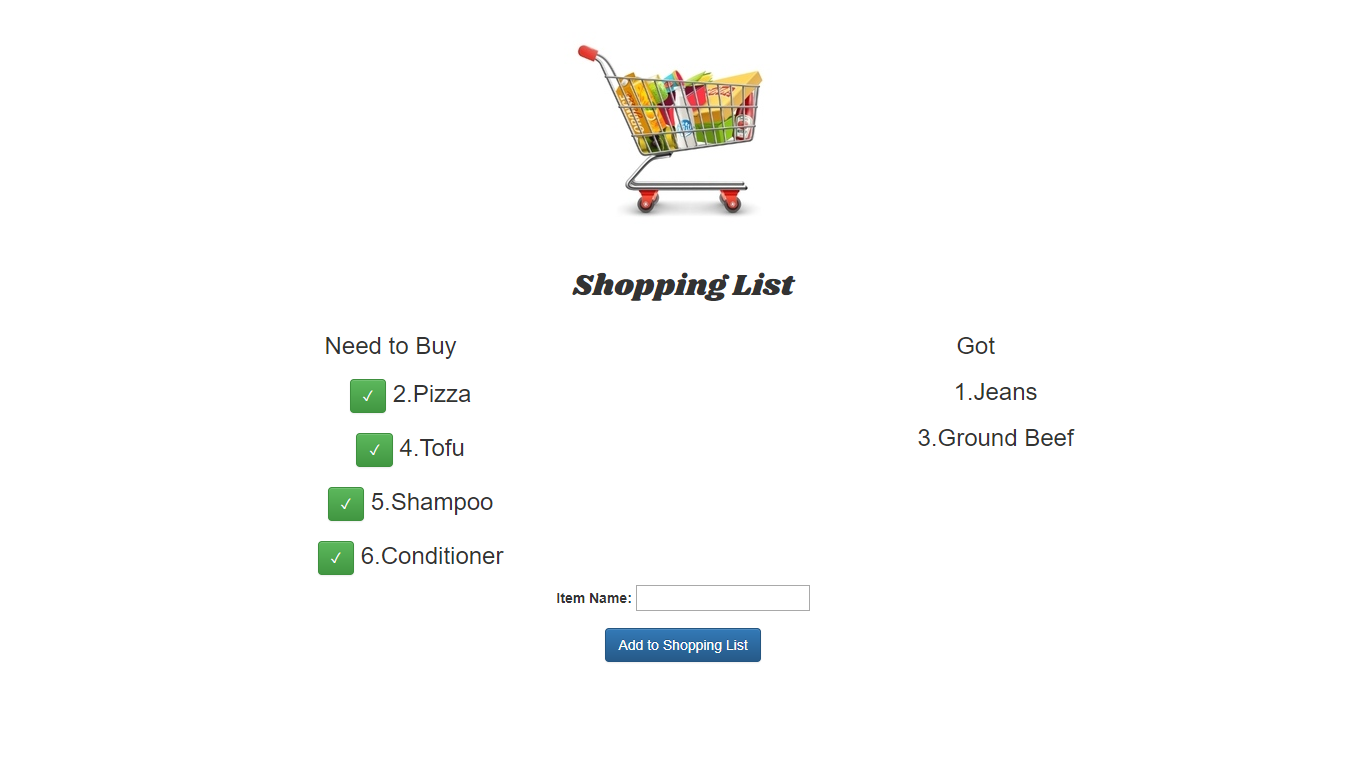 Shopping List
Need to Buy
✓ 2.Pizza
✓ 4.Tofu
✓ 5.Shampoo
✓ 6.Conditioner
Got
1.Jeans
3.Ground Beef
Item Name:
Add to Shopping List